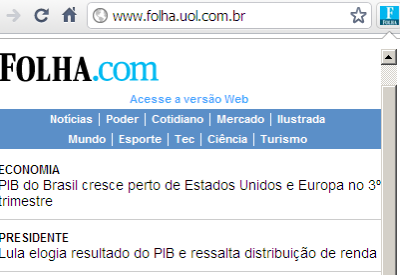 www.folha.uol.com.br
F
FOLHA.com
Acesse a versão Web
Notícias | Poder | Cotidiano | Mercado | Ilustrada
Mundo | Esporte | Tec | Ciência | Turismo
ECONOMIA
PIB do Brasil cresce perto de Estados Unidos e Europa no 3º
trimestre
PRESIDENTE
Lula elogia resultado do PIB e ressalta distribuição de renda